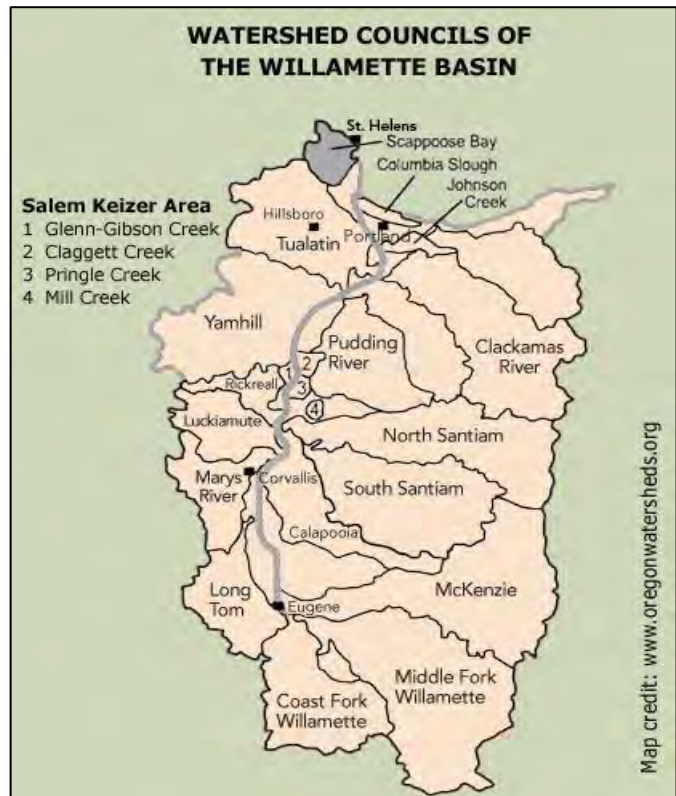 WATERSHED COUNCILS OF
THE WILLAMETTE BASIN
St. Helens
Scappoose Bay
Columbia Slough
Johnson
Creek
Salem Keizer Area
1 Glenn-Gibson Creek
2 Claggett Creek
3 Pringle Creek
4 Mill Creek
Hillsboro
Tualatin
Portland
Yamhill
Pudding
River
Clackamas
River
1
2
3
4
Rickreall
Luckiamute
North Santiam
Marys
River
Corvallis
South Santiam
Calapooia
Long
Tom
Eugene
McKenzie
Middle Fork
Willamette
Coast Fork
Willamette
Map credit: www.oregonwatersheds.org